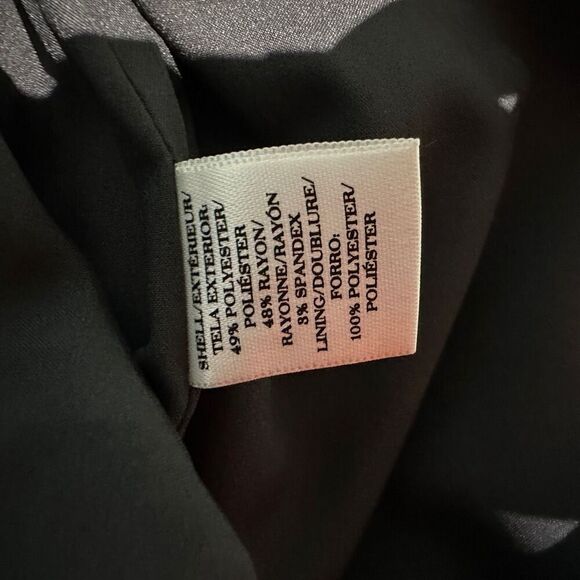 SHELL/EXTÉRIEUR/
TELA EXTERIOR:
49% POLYESTER/
POLIÉSTER
48% RAYON/
RAYONNE/RAYÓN
3% SPANDEX
LINING/DOUBLURE/
FORRO:
100% POLYESTER/
POLIÉSTER